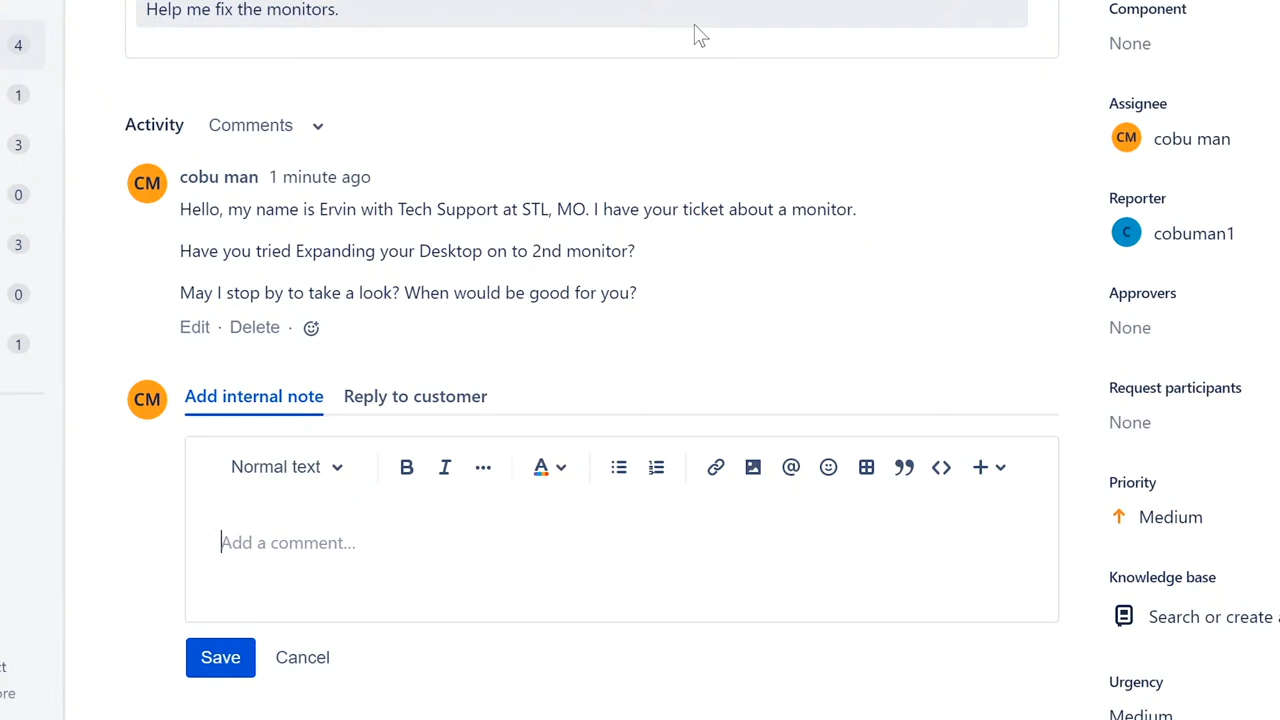 Help me fix the monitors.
4
1
3
0
3
0
1
Activity Comments
CM cobu man 1 minute ago
Hello, my name is Ervin with Tech Support at STL, MO. I have your ticket about a monitor.
Have you tried Expanding your Desktop on to 2nd monitor?
May I stop by to take a look? When would be good for you?
Edit · Delete ·
CM Add internal note Reply to customer
Normal text B I ... A
Add a comment...
Save Cancel
Component
None
Assignee
CM cobu man
Reporter
C cobuman1
Approvers
None
Request participants
None
Priority
Medium
Knowledge base
Search or create a
Urgency
Medium